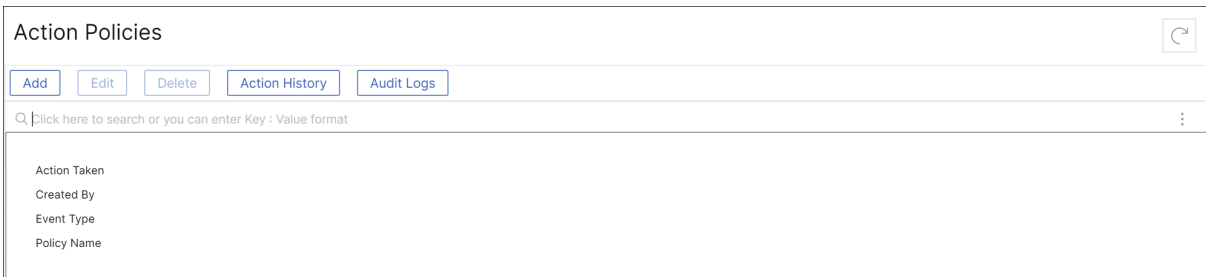 Action Policies
Add Edit Delete Action History Audit Logs
Click here to search or you can enter Key : Value format
Action Taken
Created By
Event Type
Policy Name